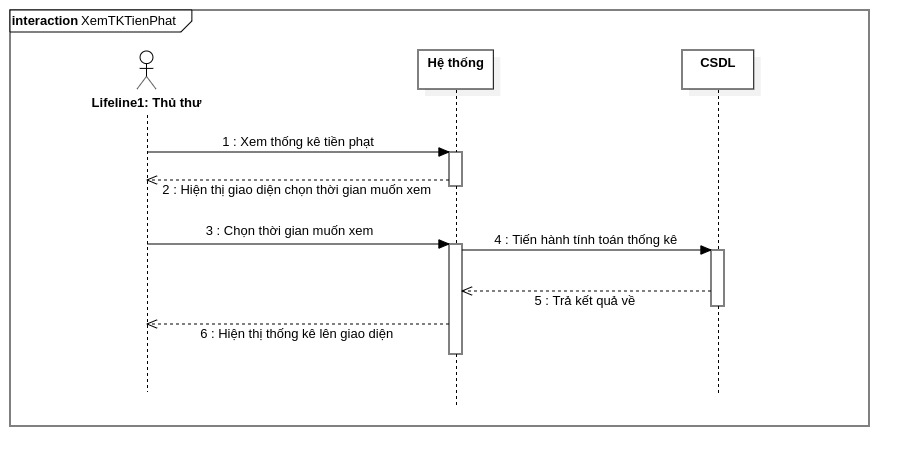 interaction XemTKTienPhat
Lifeline1: Thủ thư
Hệ thống
CSDL
1 : Xem thống kê tiền phạt
2 : Hiện thị giao diện chọn thời gian muốn xem
3 : Chọn thời gian muốn xem
4 : Tiến hành tính toán thống kê
5 : Trả kết quả về
6 : Hiện thị thống kê lên giao diện